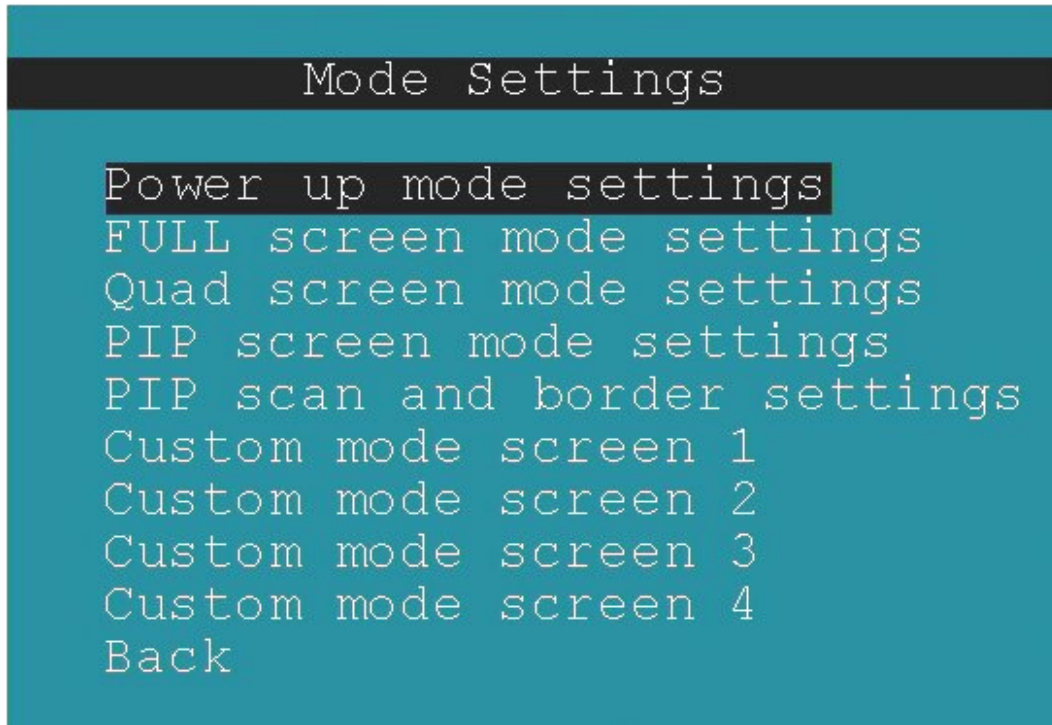 Mode Settings
Power up mode settings
FULL screen mode settings
Quad screen mode settings
PIP screen mode settings
PIP scan and border settings
Custom mode screen 1
Custom mode screen 2
Custom mode screen 3
Custom mode screen 4
Back